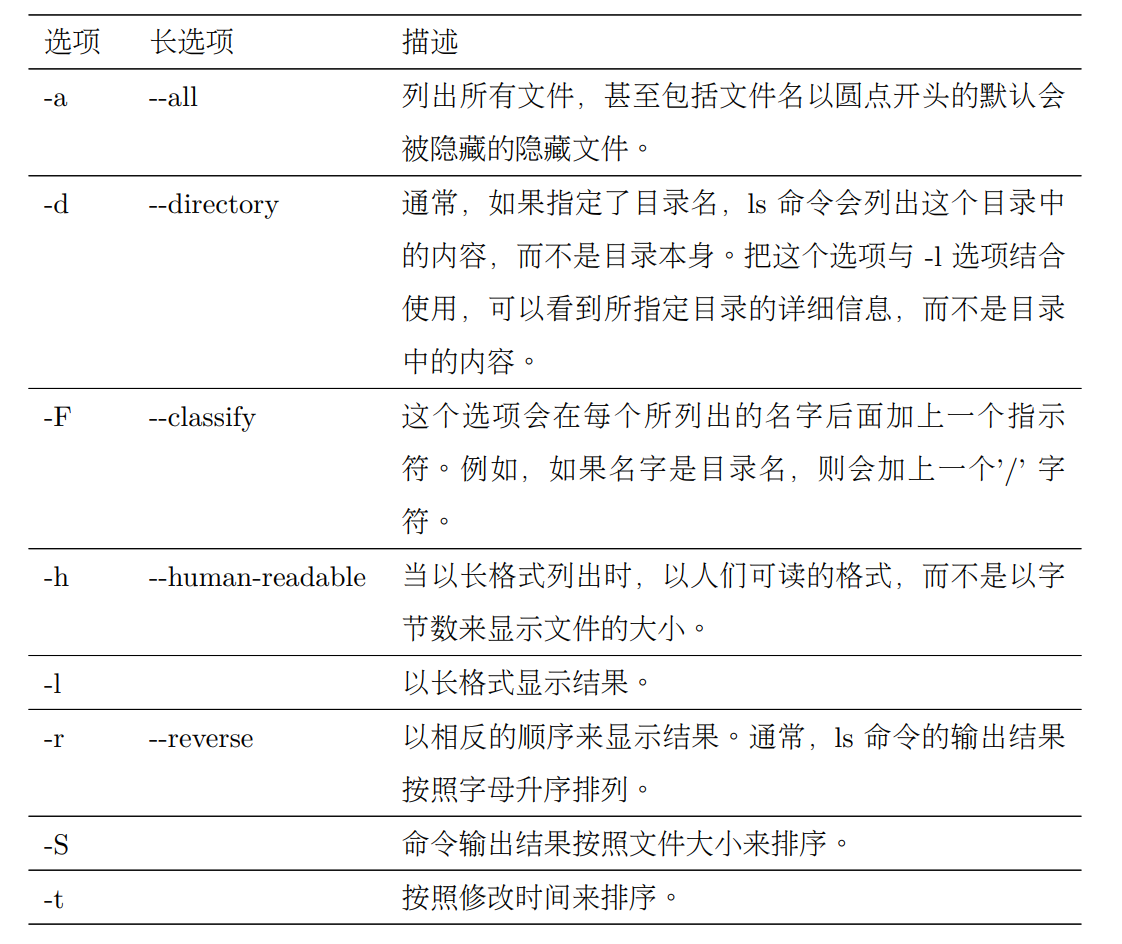 选项 长选项 描述
-a --all 列出所有文件，甚至包括文件名以圆点开头的默认会
被隐藏的隐藏文件。
-d --directory 通常，如果指定了目录名，ls 命令会列出这个目录中
的内容，而不是目录本身。把这个选项与 -l 选项结合
使用，可以看到所指定目录的详细信息，而不是目录
中的内容。
-F --classify 这个选项会在每个所列出的名字后面加上一个指示
符。例如，如果名字是目录名，则会加上一个’/’ 字
符。
-h --human-readable 当以长格式列出时，以人们可读的格式，而不是以字
节数来显示文件的大小。
-l 以长格式显示结果。
-r --reverse 以相反的顺序来显示结果。通常，ls 命令的输出结果
按照字母升序排列。
-S 命令输出结果按照文件大小来排序。
-t 按照修改时间来排序。